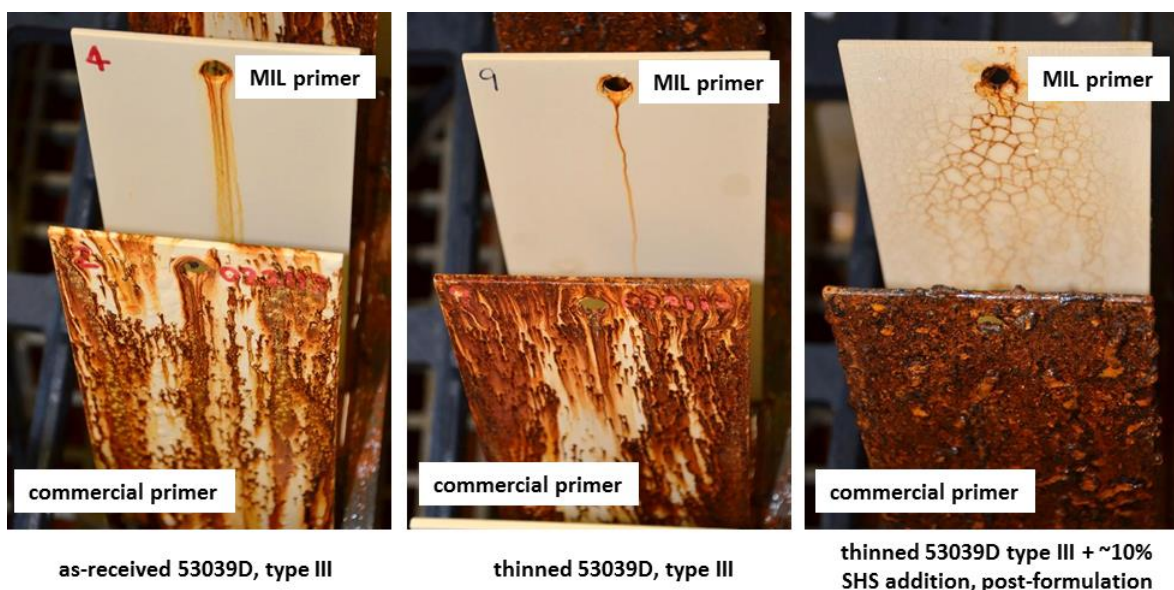 4
MIL primer
commercial primer
as-received 53039D, type III
9
MIL primer
commercial primer
thinned 53039D, type III
MIL primer
commercial primer
thinned 53039D type III + ~10%
SHS addition, post-formulation